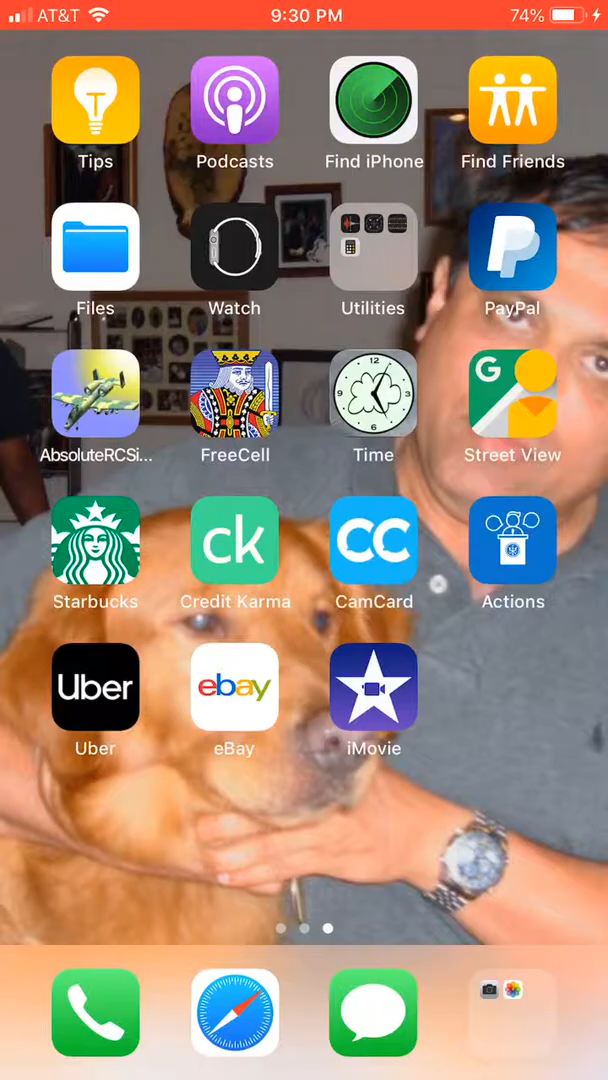 AT&T 9:30 PM 74%
Tips Podcasts Find iPhone Find Friends
Files Watch Utilities PayPal
12
G
AbsoluteRCSi... FreeCell Time Street View
ck CC
Starbucks Credit Karma CamCard Actions
Uber ebay
Uber eBay iMovie